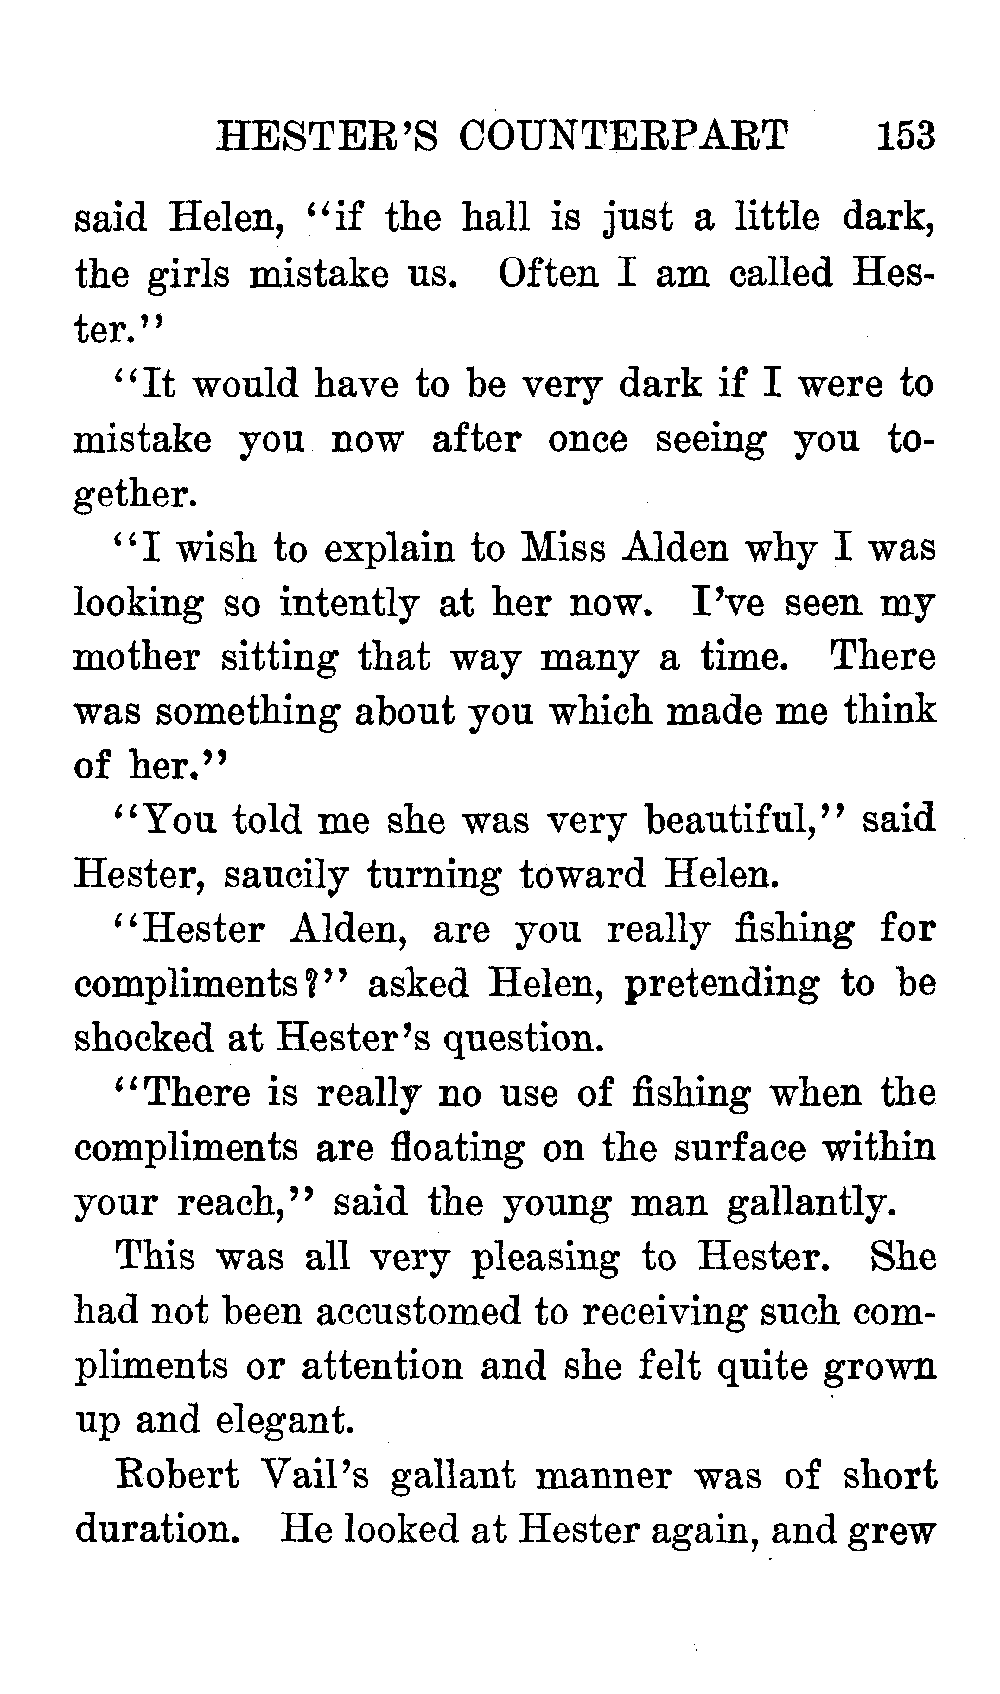 HESTER'S COUNTERPART 153
said Helen, "if the hall is just a little dark,
the girls mistake us. Often I am called Hes-
ter."
"It would have to be very dark if I were to
mistake you now after once seeing you to-
gether.
"I wish to explain to Miss Alden why I was
looking so intently at her now. I've seen my
mother sitting that way many a time. There
was something about you which made me think
of her."
"You told me she was very beautiful," said
Hester, saucily turning toward Helen.
"Hester Alden, are you really fishing for
compliments?" asked Helen, pretending to be
shocked at Hester's question.
"There is really no use of fishing when the
compliments are floating on the surface within
your reach," said the young man gallantly.
This was all very pleasing to Hester. She
had not been accustomed to receiving such com-
pliments or attention and she felt quite grown
up and elegant.
Robert Vail's gallant manner was of short
duration. He looked at Hester again, and grew